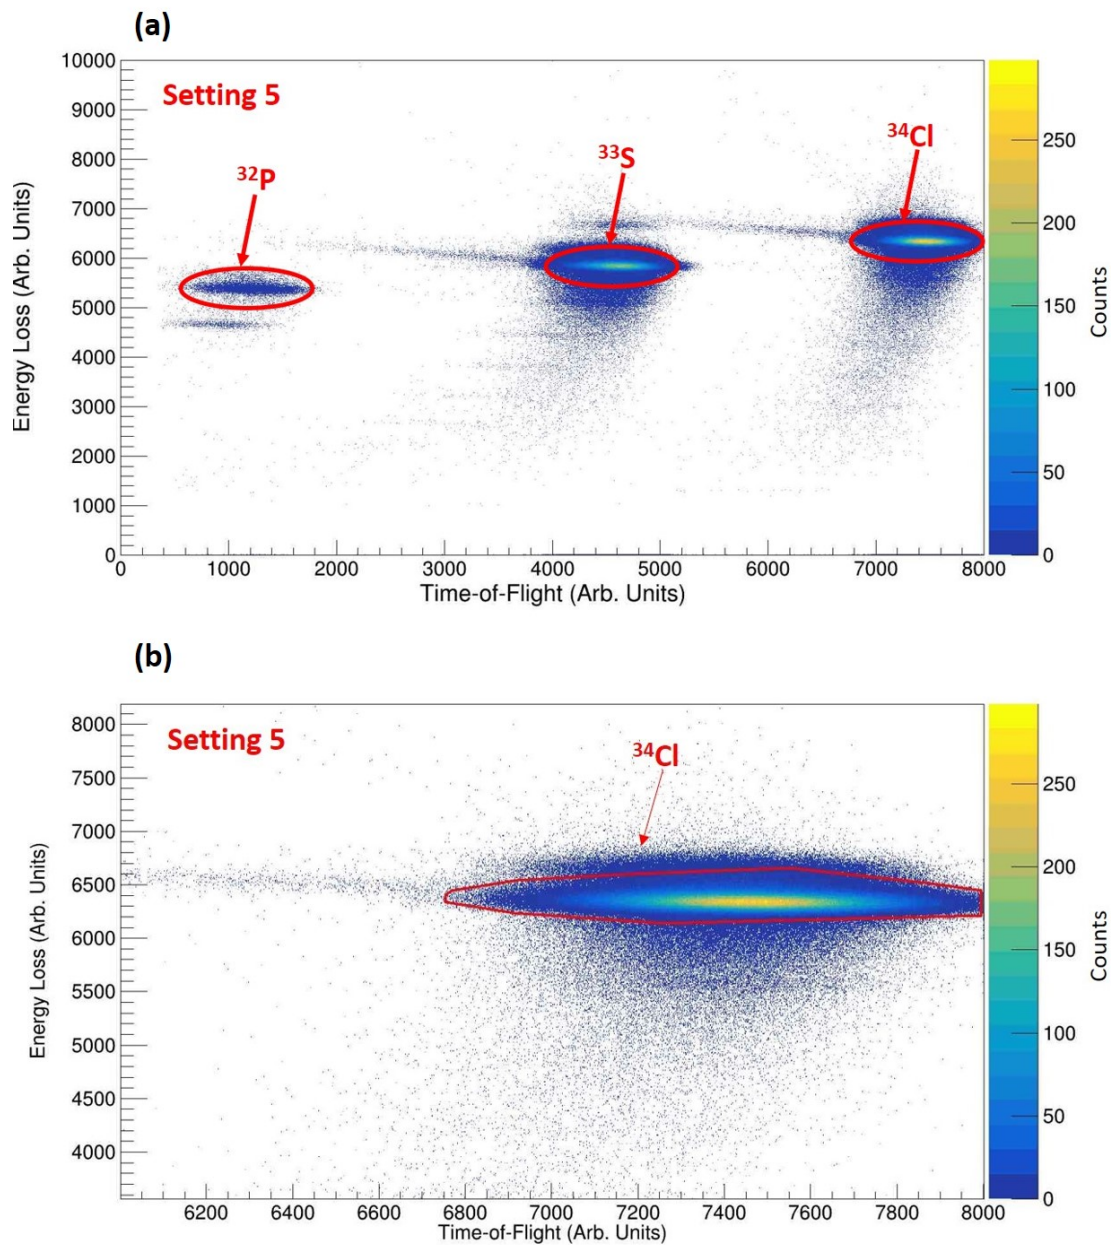 (a)
Setting 5
³²P
³³S
³⁴Cl
Energy Loss (Arb. Units)
10000
9000
8000
7000
6000
5000
4000
3000
2000
1000
0
0 1000 2000 3000 4000 5000 6000 7000 8000
Time-of-Flight (Arb. Units)
250
200
150
100
50
0
Counts
(b)
Setting 5
³⁴Cl
Energy Loss (Arb. Units)
8000
7500
7000
6500
6000
5500
5000
4500
4000
6200 6400 6600 6800 7000 7200 7400 7600 7800 8000
Time-of-Flight (Arb. Units)
250
200
150
100
50
0
Counts